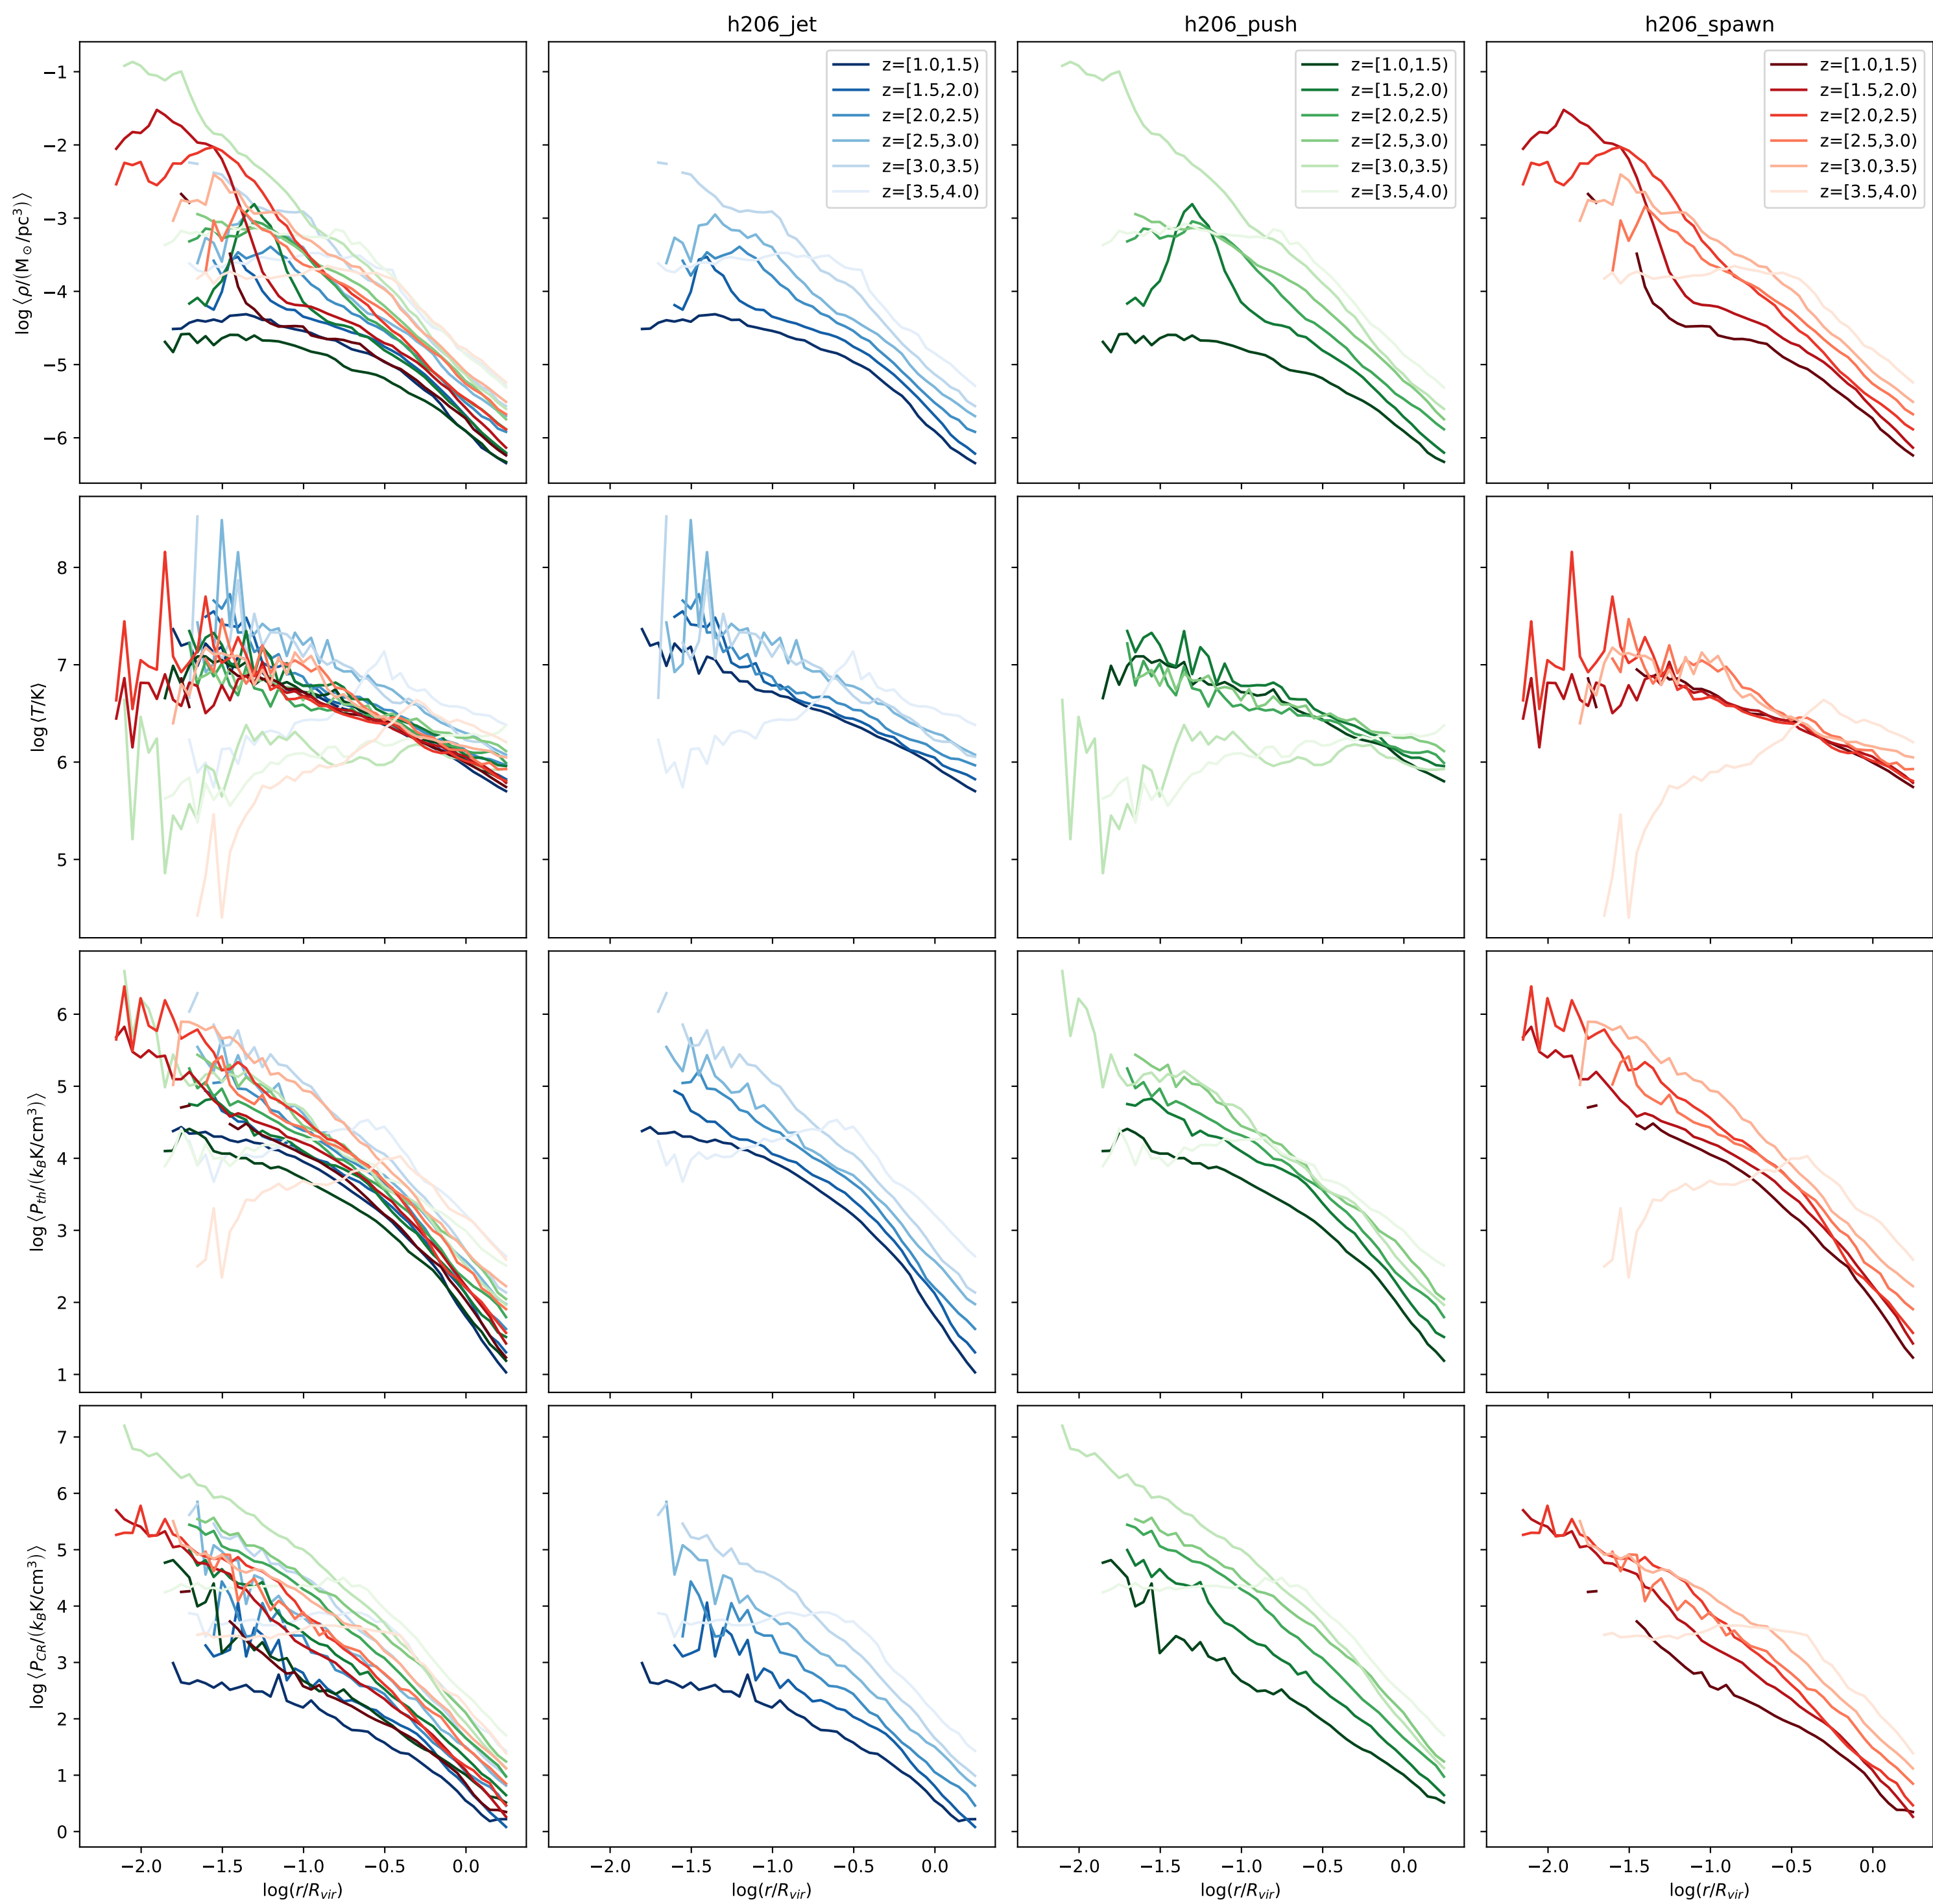 h206_jet
h206_push
h206_spawn
log ⟨ρ/(M⊙/pc³)⟩
−1
−2
−3
−4
−5
−6
z=[1.0,1.5)
z=[1.5,2.0)
z=[2.0,2.5)
z=[2.5,3.0)
z=[3.0,3.5)
z=[3.5,4.0)
z=[1.0,1.5)
z=[1.5,2.0)
z=[2.0,2.5)
z=[2.5,3.0)
z=[3.0,3.5)
z=[3.5,4.0)
z=[1.0,1.5)
z=[1.5,2.0)
z=[2.0,2.5)
z=[2.5,3.0)
z=[3.0,3.5)
z=[3.5,4.0)
log ⟨T/K⟩
8
7
6
5
log ⟨P_th/(k_B K/cm³)⟩
6
5
4
3
2
1
log ⟨P_CR/(k_B K/cm³)⟩
7
6
5
4
3
2
1
0
−2.0 −1.5 −1.0 −0.5 0.0
−2.0 −1.5 −1.0 −0.5 0.0
−2.0 −1.5 −1.0 −0.5 0.0
−2.0 −1.5 −1.0 −0.5 0.0
log(r/R_vir)
log(r/R_vir)
log(r/R_vir)
log(r/R_vir)